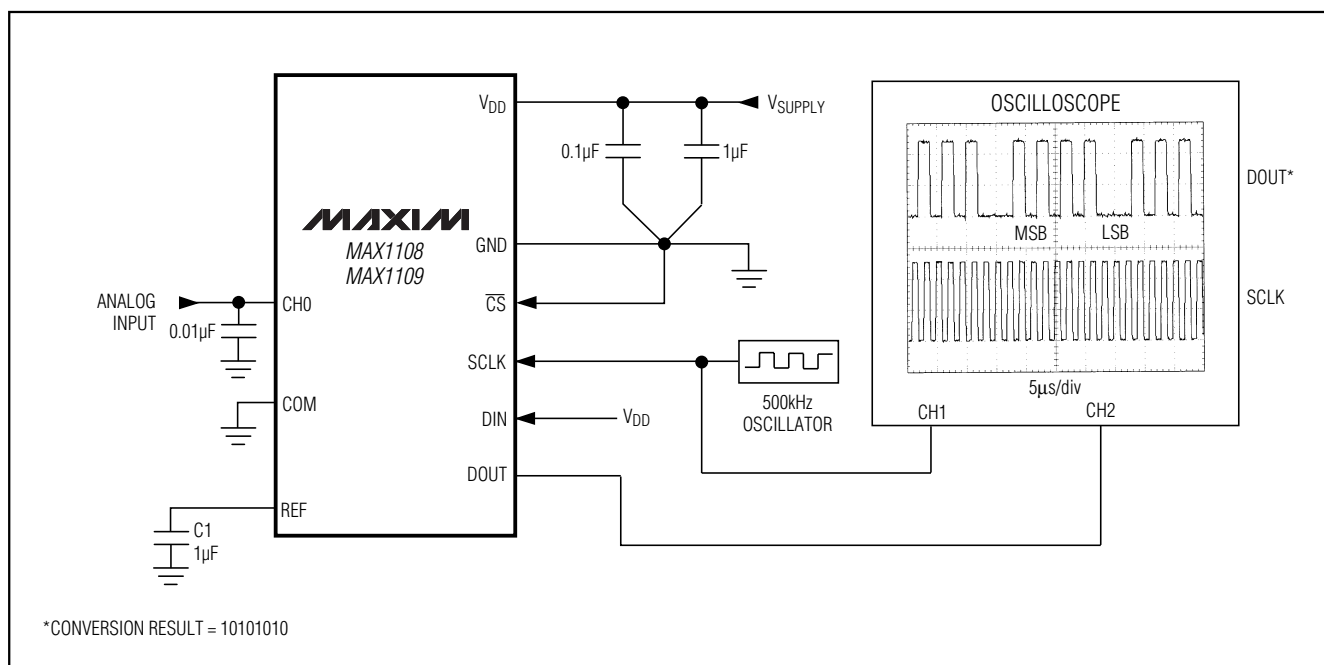 VDD
VSUPPLY
0.1µF
1µF
MAXIM
MAX1108
MAX1109
GND
CS
ANALOG
INPUT
CH0
0.01µF
SCLK
500kHz
OSCILLATOR
COM
DIN
VDD
DOUT
REF
C1
1µF
OSCILLOSCOPE
DOUT*
MSB
LSB
SCLK
5µs/div
CH1
CH2
*CONVERSION RESULT = 10101010